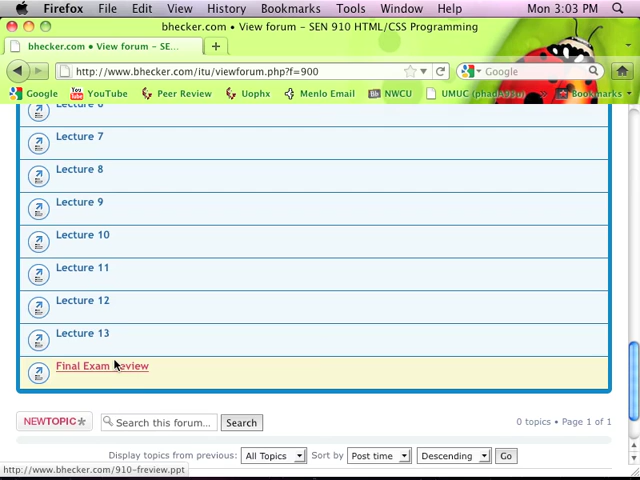 Firefox File Edit View History Bookmarks Tools Window Help Mon 3:03 PM
bhecker.com • View forum - SEN 910 HTML/CSS Programming
bhecker.com • View forum - SE... +
http://www.bhecker.com/itu/viewforum.php?f=900 Google
Google YouTube Peer Review Uophx Menlo Email NWCU » Bookmarks
Lecture 6
Lecture 7
Lecture 8
Lecture 9
Lecture 10
Lecture 11
Lecture 12
Lecture 13
Final Exam Review
NEWTOPIC* Search this forum... Search 0 topics • Page 1 of 1
Display topics from previous: All Topics Sort by Post time Descending Go
http://www.bhecker.com/910-freview.ppt